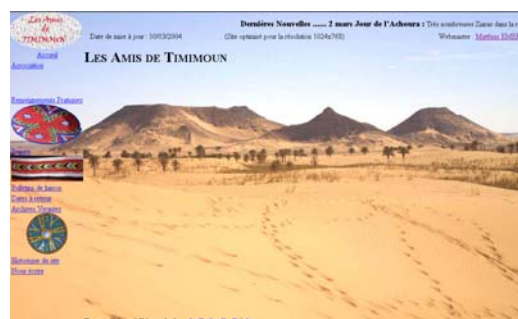 Les Amis
de
TIMIMOUN
Accueil
Association
Renseignements Pratiques
Bulletins de liaison
Dates à retenir
Archives Voyages
Historique du site
Nous écrire
Dernières Nouvelles ...... 2 mars Jour de l'Achoura : Très nombreuses Ziaras dans la
Date de mise à jour : 10/03/2004
(Site optimisé pour la résolution 1024x768)
Webmaster : Matthias
LES AMIS DE TIMIMOUN